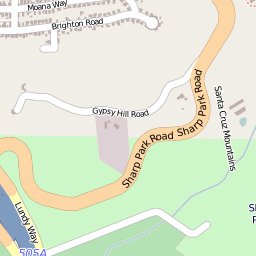 Moana Way
Brighton Road
Gypsy Hill Road
Sharp Park Road
Sharp Park Road
Santa Cruz Mountains
Lundy Way
505A